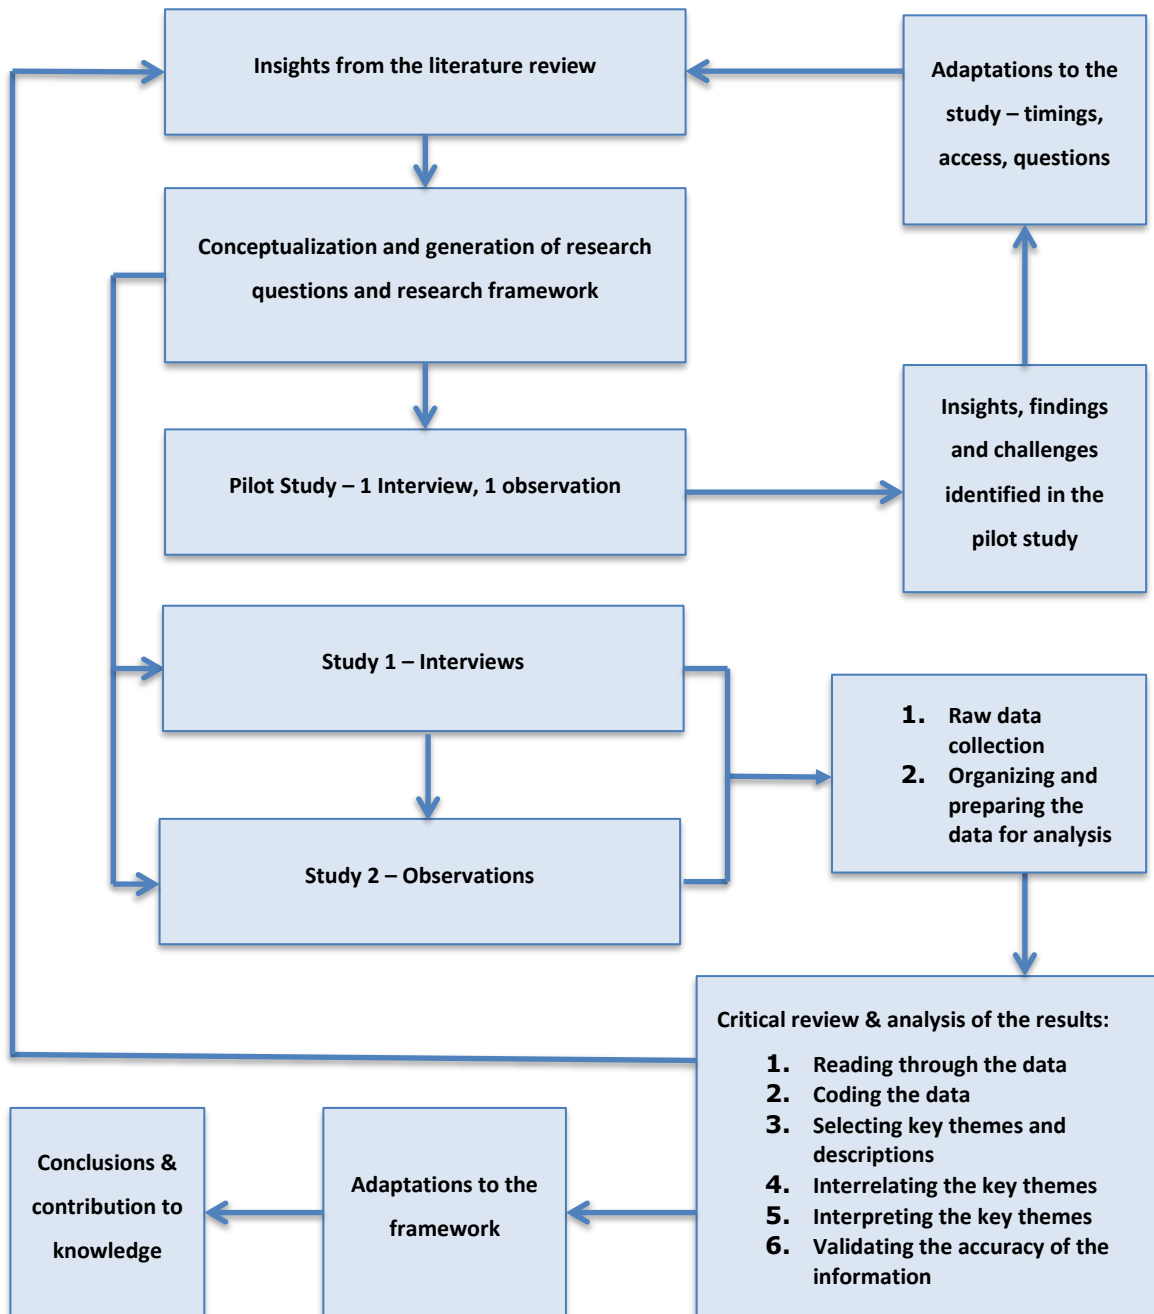 Insights from the literature review
Adaptations to the
study – timings,
access, questions
Conceptualization and generation of research
questions and research framework
Pilot Study – 1 Interview, 1 observation
Insights, findings
and challenges
identified in the
pilot study
Study 1 – Interviews
Study 2 – Observations
1. Raw data
collection
2. Organizing and
preparing the
data for analysis
Critical review & analysis of the results:
1. Reading through the data
2. Coding the data
3. Selecting key themes and
descriptions
4. Interrelating the key themes
5. Interpreting the key themes
6. Validating the accuracy of the
information
Adaptations to the
framework
Conclusions &
contribution to
knowledge